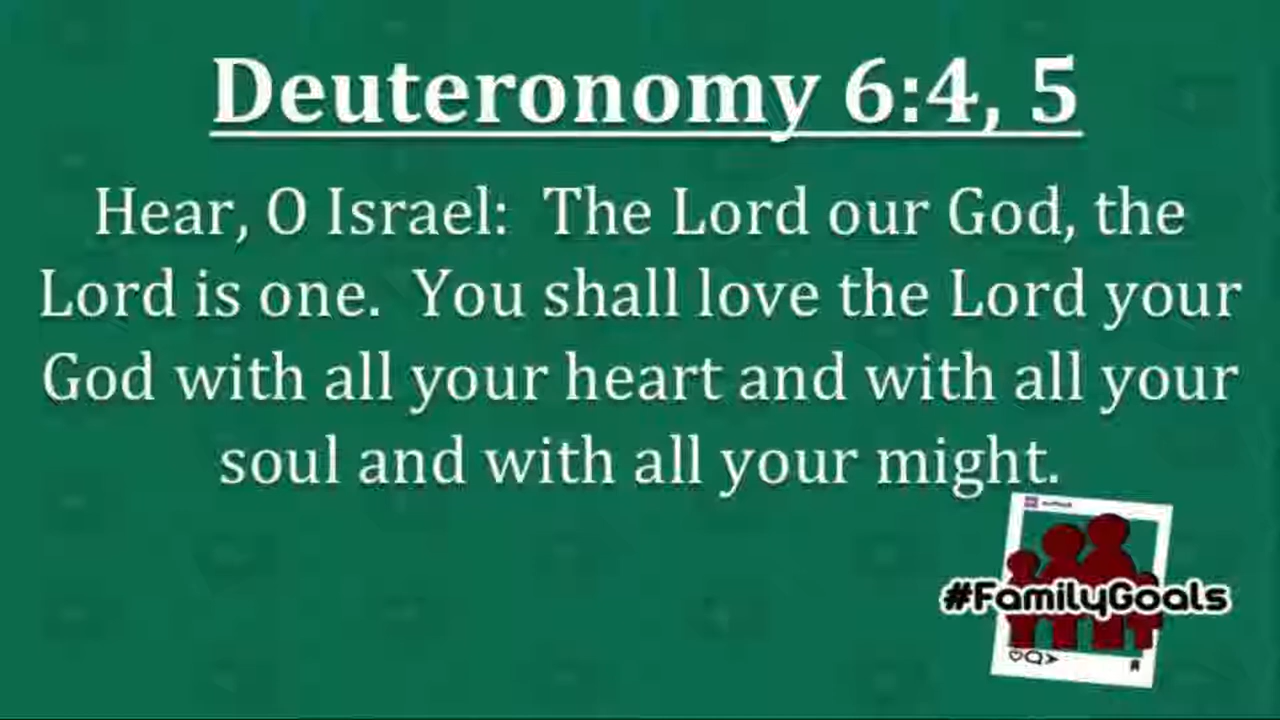 Deuteronomy 6:4, 5
Hear, O Israel:  The Lord our God, the
Lord is one.  You shall love the Lord your
God with all your heart and with all your
soul and with all your might.
#FamilyGoals